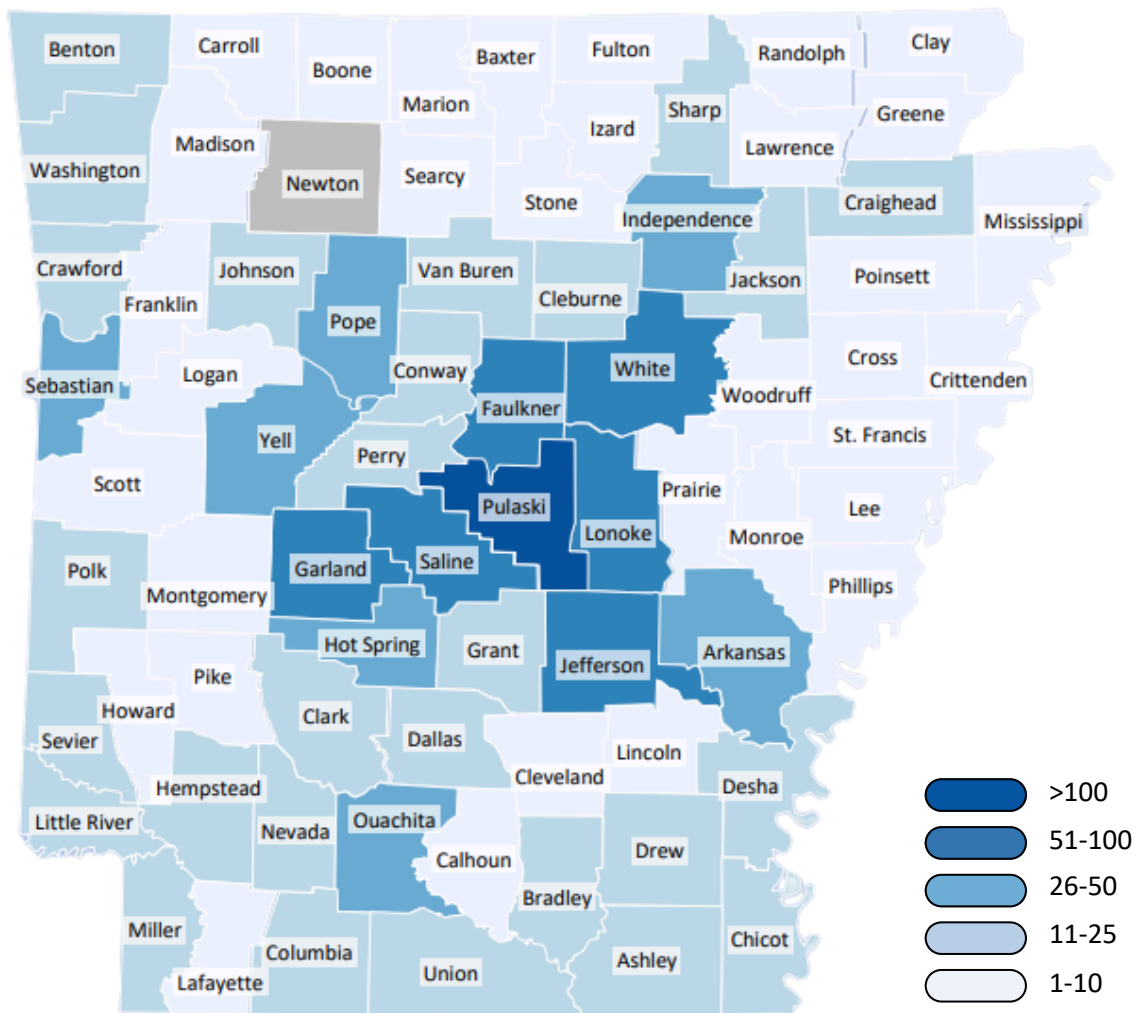 Benton
Carroll
Boone
Baxter
Fulton
Randolph
Clay
Marion
Sharp
Greene
Izard
Madison
Lawrence
Washington
Newton
Searcy
Stone
Craighead
Independence
Mississippi
Crawford
Johnson
Van Buren
Jackson
Poinsett
Cleburne
Franklin
Pope
Cross
Logan
Conway
White
Sebastian
Crittenden
Woodruff
Faulkner
Yell
St. Francis
Perry
Scott
Prairie
Pulaski
Lee
Lonoke
Monroe
Saline
Garland
Polk
Phillips
Montgomery
Hot Spring
Grant
Arkansas
Jefferson
Pike
Howard
Clark
Sevier
Dallas
Lincoln
Cleveland
Desha
Hempstead
Little River
Ouachita
Nevada
Drew
Calhoun
Bradley
Miller
Chicot
Columbia
Ashley
Union
Lafayette
>100
51-100
26-50
11-25
1-10